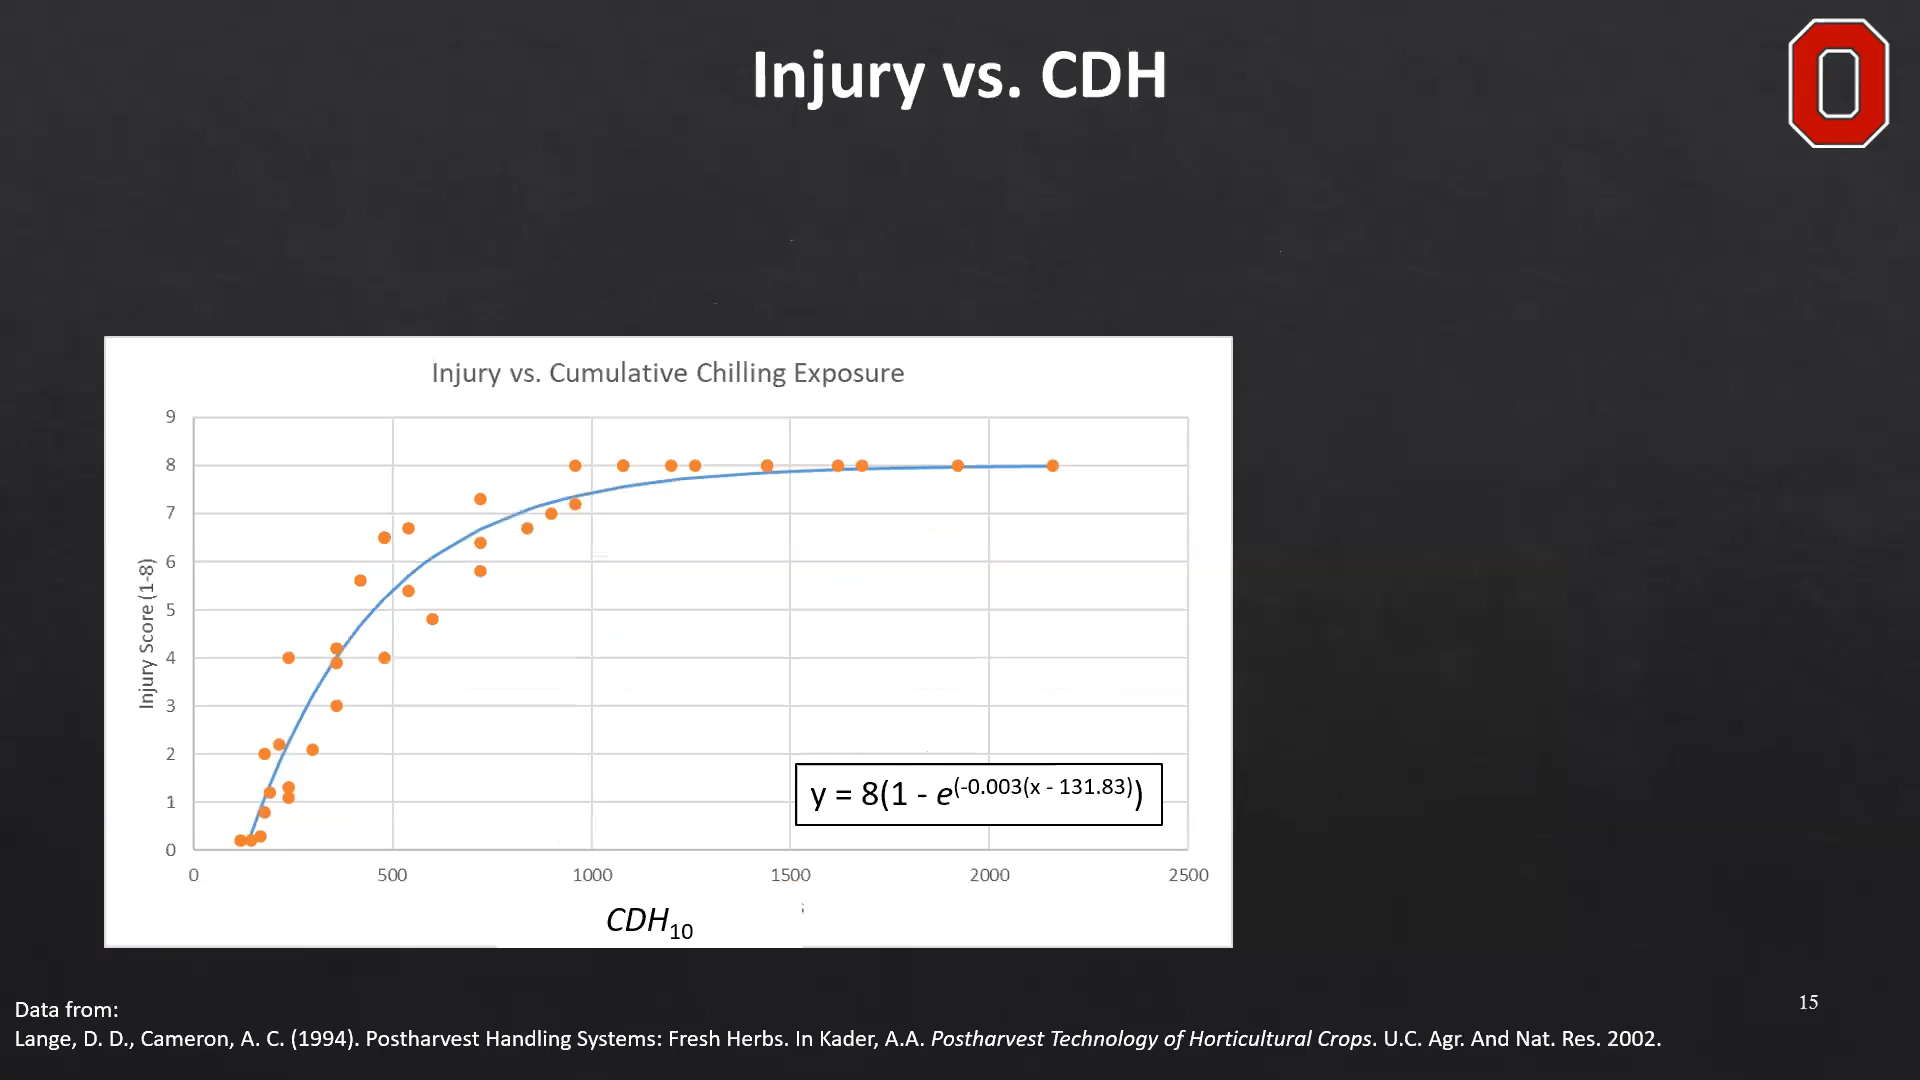 Injury vs. CDH
O
Injury vs. Cumulative Chilling Exposure
9
8
7
6
5
4
3
2
1
0
Injury Score (1-8)
y = 8(1 - e^(-0.003(x - 131.83)))
0 500 1000 1500 2000 2500
CDH10
15
Data from:
Lange, D. D., Cameron, A. C. (1994). Postharvest Handling Systems: Fresh Herbs. In Kader, A.A. Postharvest Technology of Horticultural Crops. U.C. Agr. And Nat. Res. 2002.